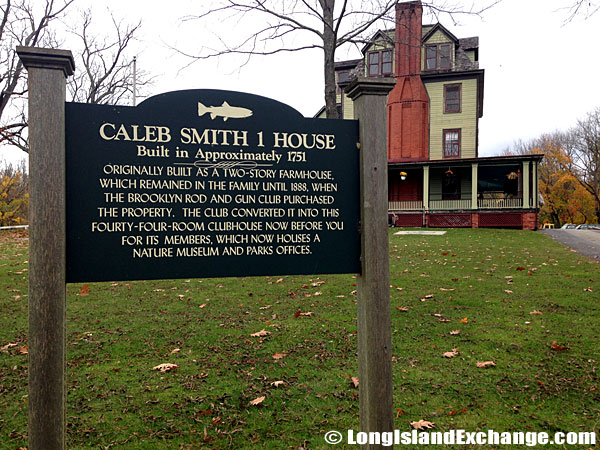 CALEB SMITH 1 HOUSE
Built in Approximately 1751
ORIGINALLY BUILT AS A TWO-STORY FARMHOUSE,
WHICH REMAINED IN THE FAMILY UNTIL 1888, WHEN
THE BROOKLYN ROD AND GUN CLUB PURCHASED
THE PROPERTY. THE CLUB CONVERTED IT INTO THIS
FOURTY-FOUR-ROOM CLUBHOUSE NOW BEFORE YOU
FOR ITS MEMBERS, WHICH NOW HOUSES A
NATURE MUSEUM AND PARKS OFFICES.
© LongIslandExchange.com